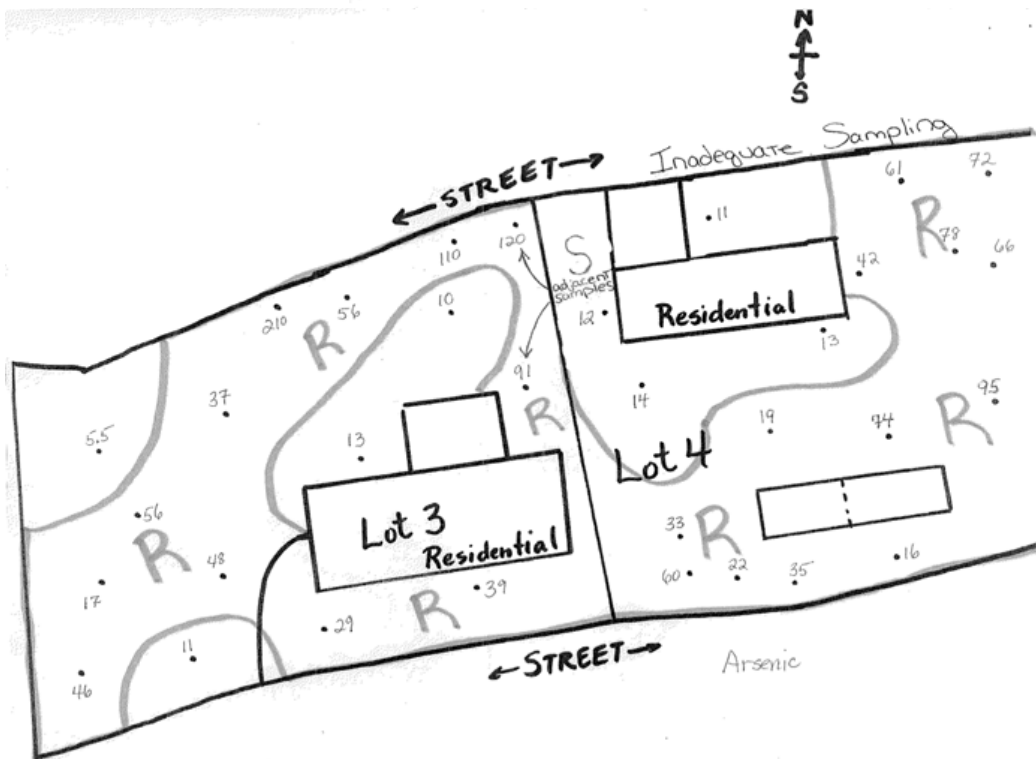 N
S
Inadequate Sampling
←STREET→
61
72
11
120
110
S
adjacent samples
R
78
66
42
10
210
56
R
12
Residential
13
91
37
14
R
95
R
19
74
5.5
13
R
Lot 4
56
Lot 3
Residential
R
33
R
48
17
60
22
35
16
39
R
29
11
46
←STREET→
Arsenic